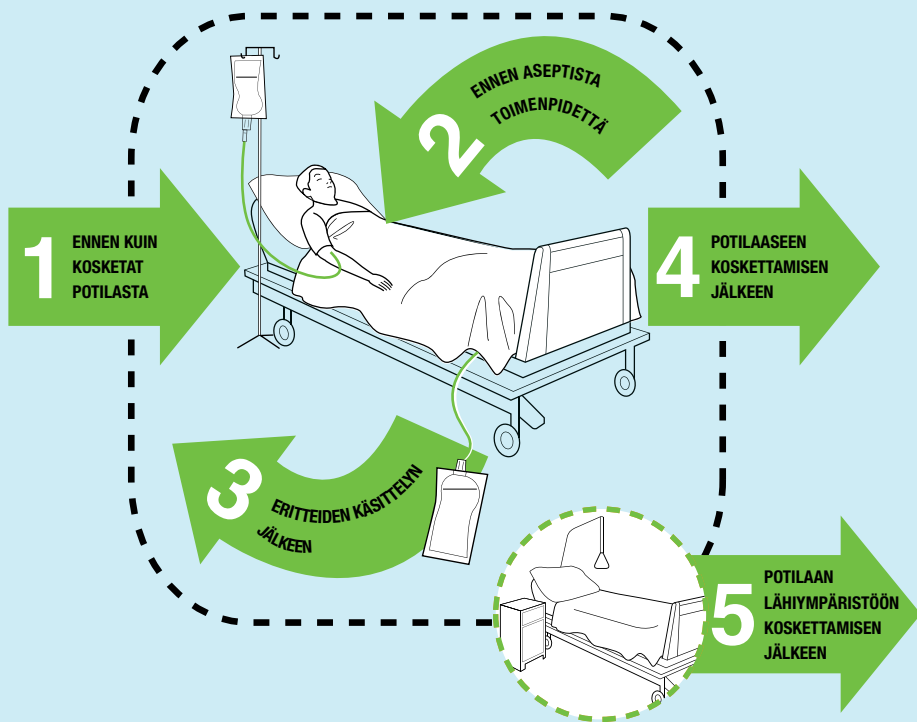 1
ENNEN KUIN
KOSKETAT
POTILASTA
2
ENNEN ASEPTISTA
TOIMENPIDETTÄ
3
ERITTEIDEN KÄSITTELYN
JÄLKEEN
4
POTILAASEEN
KOSKETTAMISEN
JÄLKEEN
5
POTILAAN
LÄHIYMPÄRISTÖÖN
KOSKETTAMISEN
JÄLKEEN